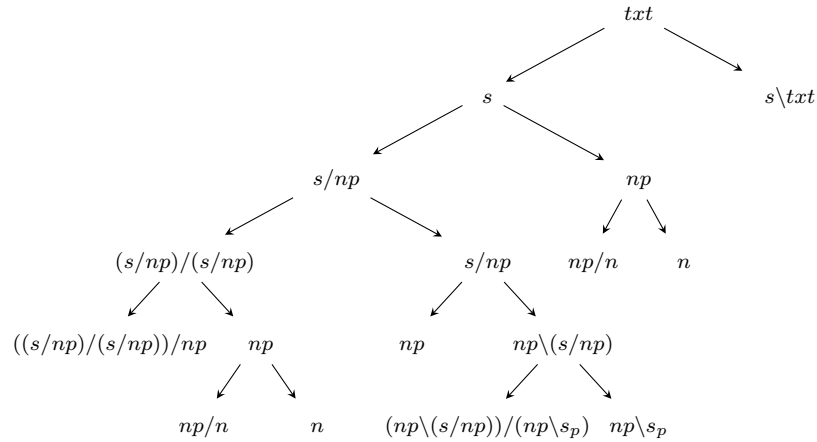 txt
s s\txt
s/np np
(s/np)/(s/np) s/np np/n n
((s/np)/(s/np))/np np np np\(s/np)
np/n n (np\(s/np))/(np\s_p) np\s_p